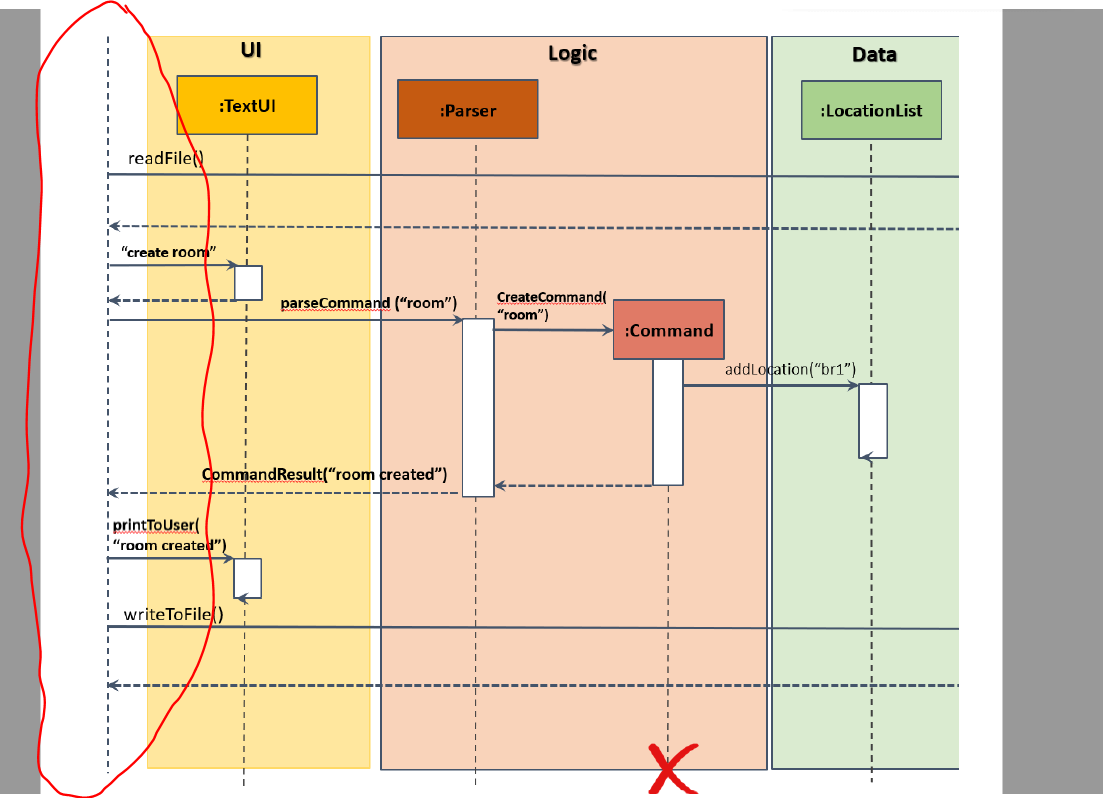 UI
Logic
Data
:TextUI
:Parser
:LocationList
readFile()
“create room”
parseCommand (“room”)
CreateCommand(
“room”)
:Command
addLocation(“br1”)
CommandResult(“room created”)
printToUser(
“room created”)
writeToFile()